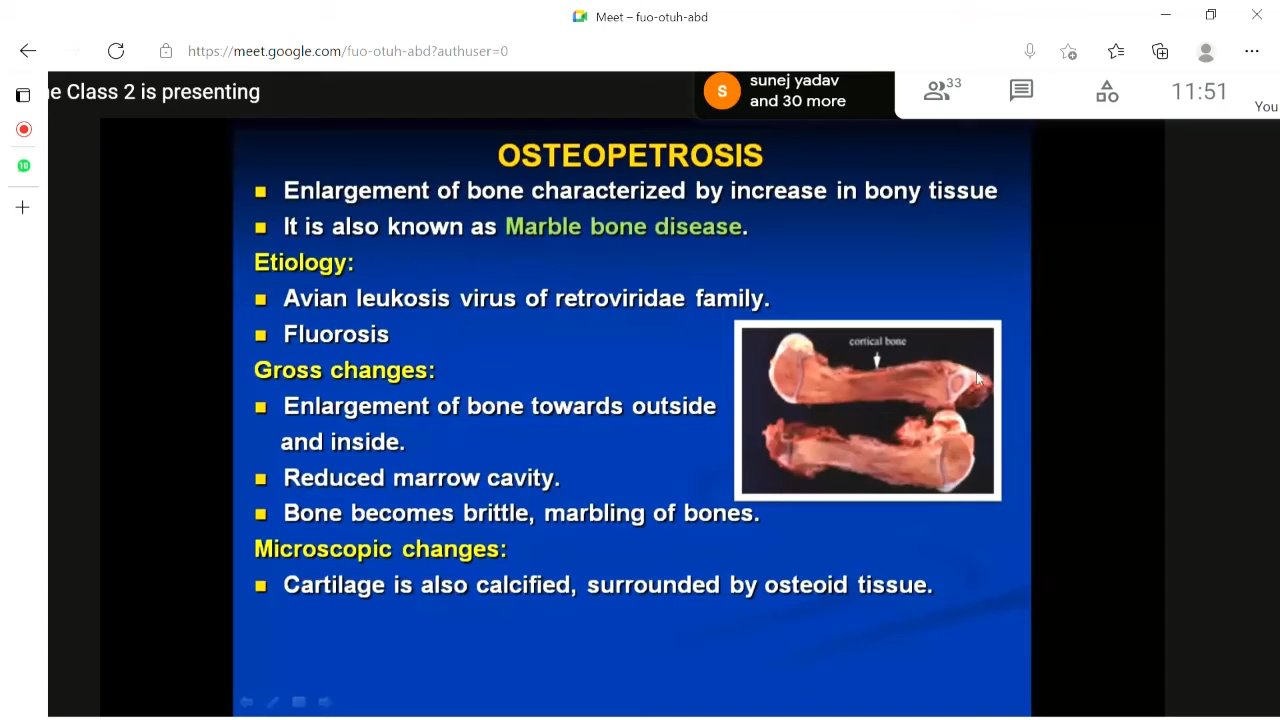 Meet – fuo-otuh-abd
https://meet.google.com/fuo-otuh-abd?authuser=0
e Class 2 is presenting
S
sunej yadav
and 30 more
33
11:51
You
10
OSTEOPETROSIS
Enlargement of bone characterized by increase in bony tissue
It is also known as Marble bone disease.
Etiology:
Avian leukosis virus of retroviridae family.
Fluorosis
Gross changes:
cortical bone
Enlargement of bone towards outside
and inside.
Reduced marrow cavity.
Bone becomes brittle, marbling of bones.
Microscopic changes:
Cartilage is also calcified, surrounded by osteoid tissue.